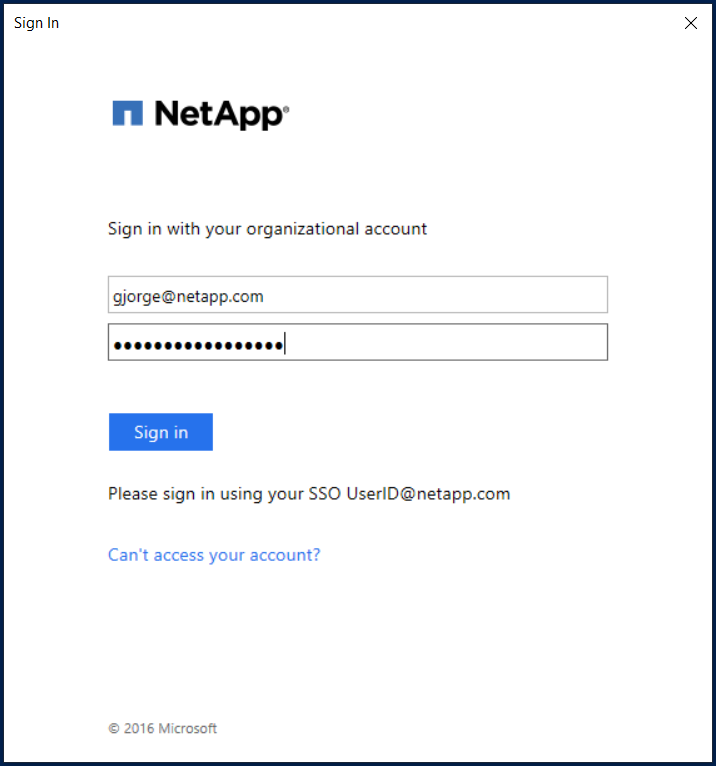 Sign In
NetApp®
Sign in with your organizational account
gjorge@netapp.com
•••••••••••••••••
Sign in
Please sign in using your SSO UserID@netapp.com
Can't access your account?
© 2016 Microsoft